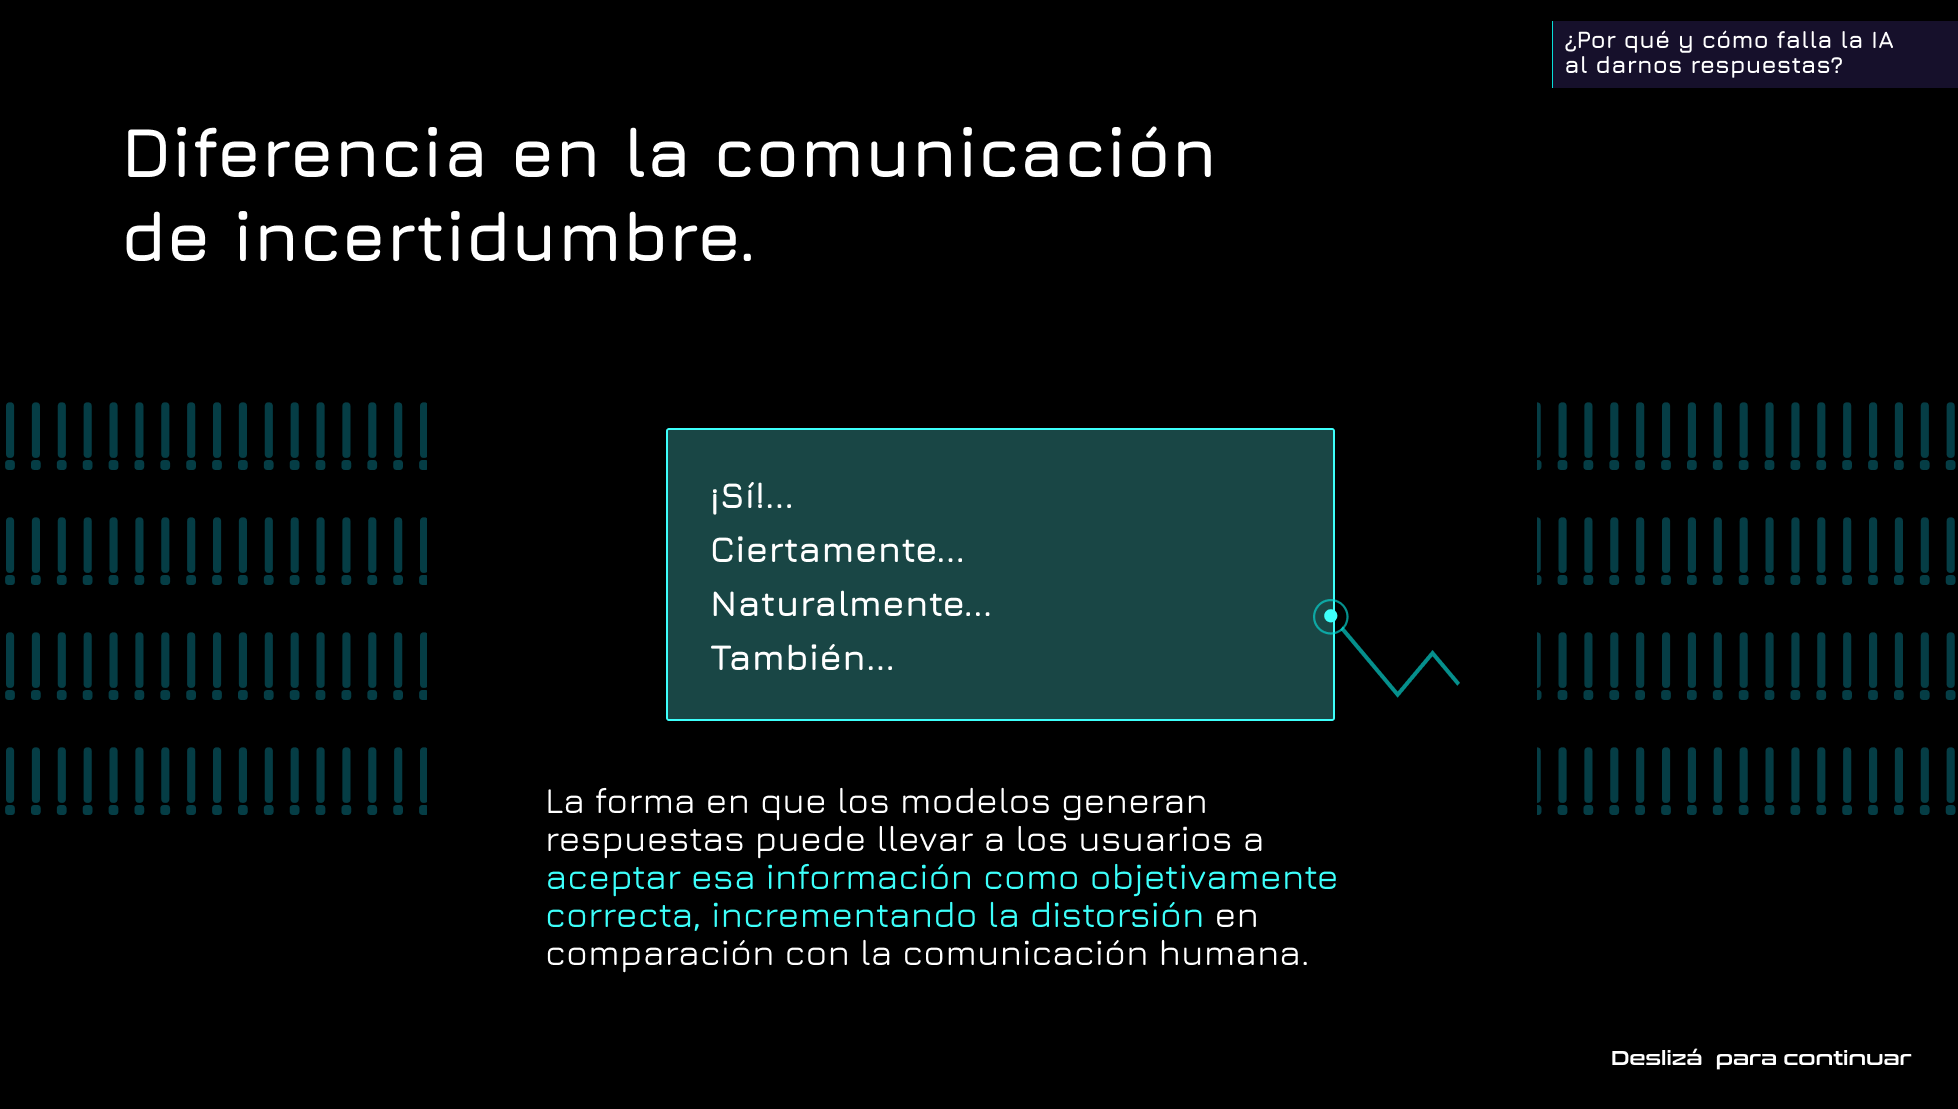 ¿Por qué y cómo falla la IA
al darnos respuestas?
Diferencia en la comunicación
de incertidumbre.
¡Sí!...
Ciertamente...
Naturalmente...
También...
La forma en que los modelos generan
respuestas puede llevar a los usuarios a
aceptar esa información como objetivamente
correcta, incrementando la distorsión en
comparación con la comunicación humana.
Deslizá para continuar